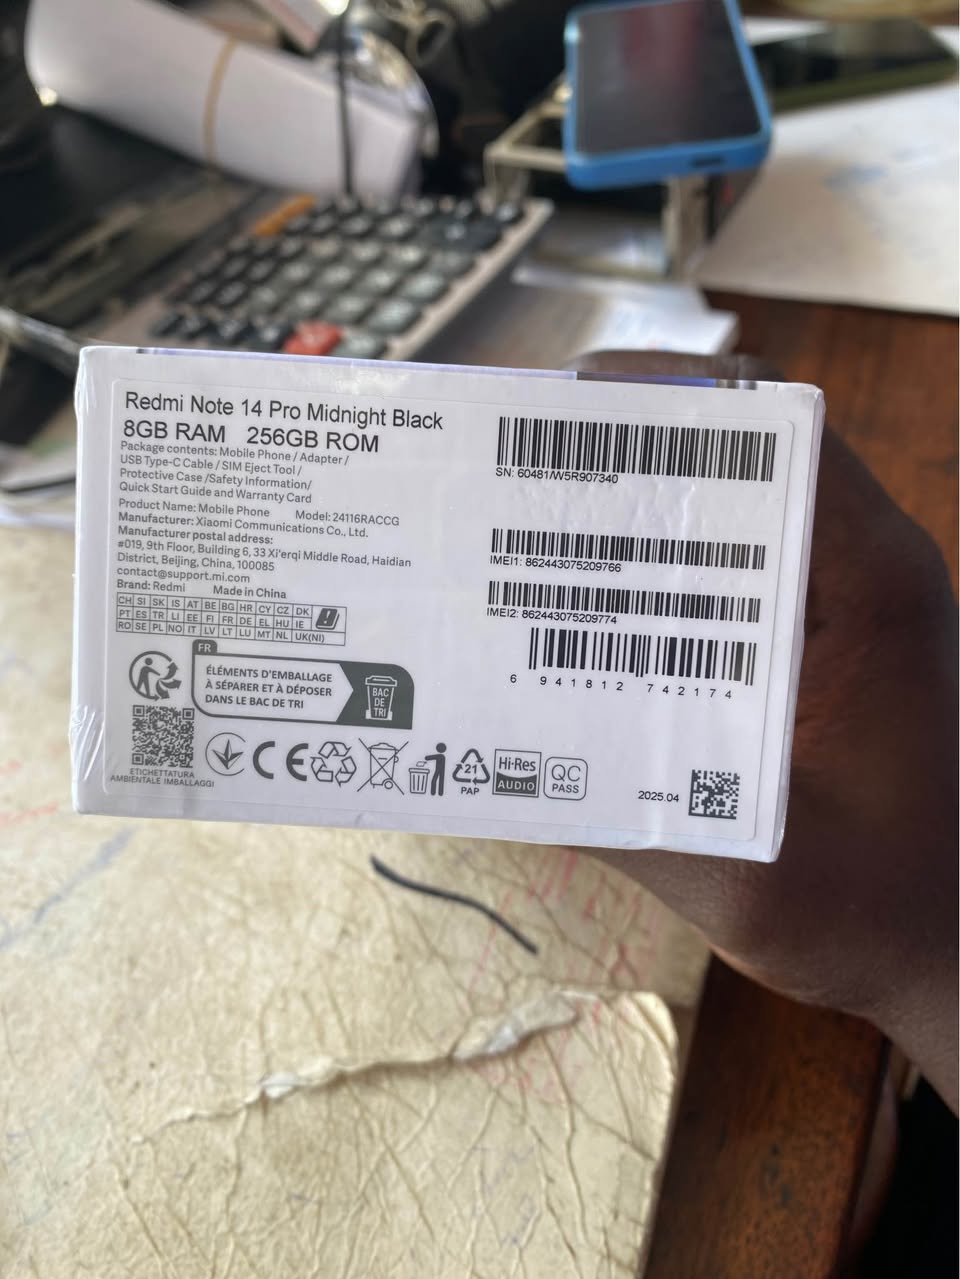 Redmi Note 14 Pro Midnight Black
8GB RAM 256GB ROM
Package contents: Mobile Phone / Adapter /
USB Type-C Cable / SIM Eject Tool /
Protective Case /Safety Information/
Quick Start Guide and Warranty Card
Product Name: Mobile Phone Model: 24116RACCG
Manufacturer: Xiaomi Communications Co., Ltd.
Manufacturer postal address:
#019, 9th Floor, Building 6, 33 Xi'erqi Middle Road, Haidian
District, Beijing, China, 100085
contact@support.mi.com
Brand: Redmi Made in China
CH SI SK IS AT BE BG HR CY CZ DK
PT ES TR LI EE FI FR DE EL HU IE
RO SE PL NO IT LV LT LU MT NL UK(NI)
FR
ÉLÉMENTS D'EMBALLAGE
À SÉPARER ET À DÉPOSER
DANS LE BAC DE TRI
BAC
DE
TRI
ETICHETTATURA
AMBIENTALE IMBALLAGGI
CE
21
PAP
Hi-Res
AUDIO
QC
PASS
SN: 60481/W5R907340
IMEI1: 862443075209766
IMEI2: 862443075209774
6 941812 742174
2025.04